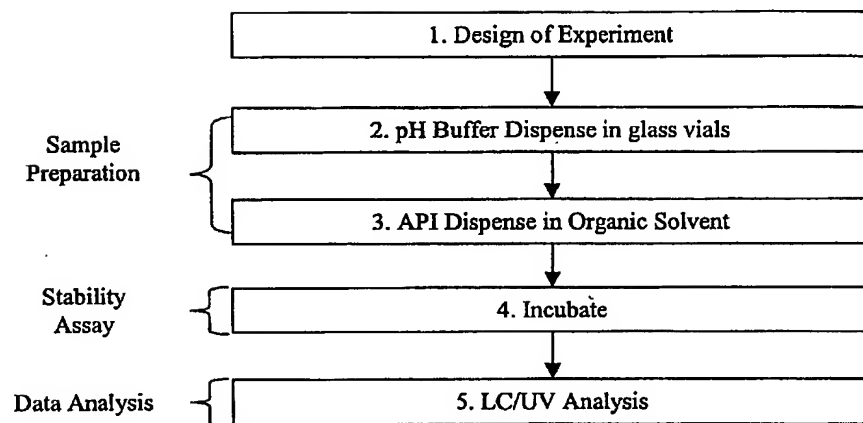 1. Design of Experiment
Sample
Preparation
2. pH Buffer Dispense in glass vials
3. API Dispense in Organic Solvent
Stability
Assay
4. Incubate
Data Analysis
5. LC/UV Analysis